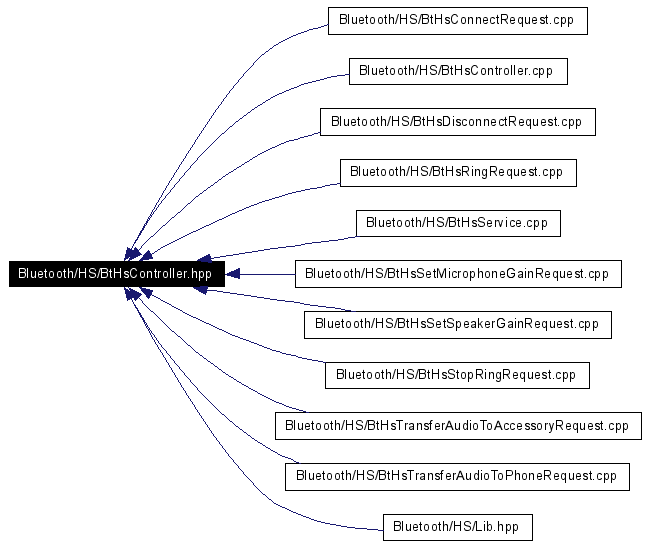 Bluetooth/HS/BtHsConnectRequest.cpp
Bluetooth/HS/BtHsController.cpp
Bluetooth/HS/BtHsDisconnectRequest.cpp
Bluetooth/HS/BtHsRingRequest.cpp
Bluetooth/HS/BtHsService.cpp
Bluetooth/HS/BtHsController.hpp
Bluetooth/HS/BtHsSetMicrophoneGainRequest.cpp
Bluetooth/HS/BtHsSetSpeakerGainRequest.cpp
Bluetooth/HS/BtHsStopRingRequest.cpp
Bluetooth/HS/BtHsTransferAudioToAccessoryRequest.cpp
Bluetooth/HS/BtHsTransferAudioToPhoneRequest.cpp
Bluetooth/HS/Lib.hpp